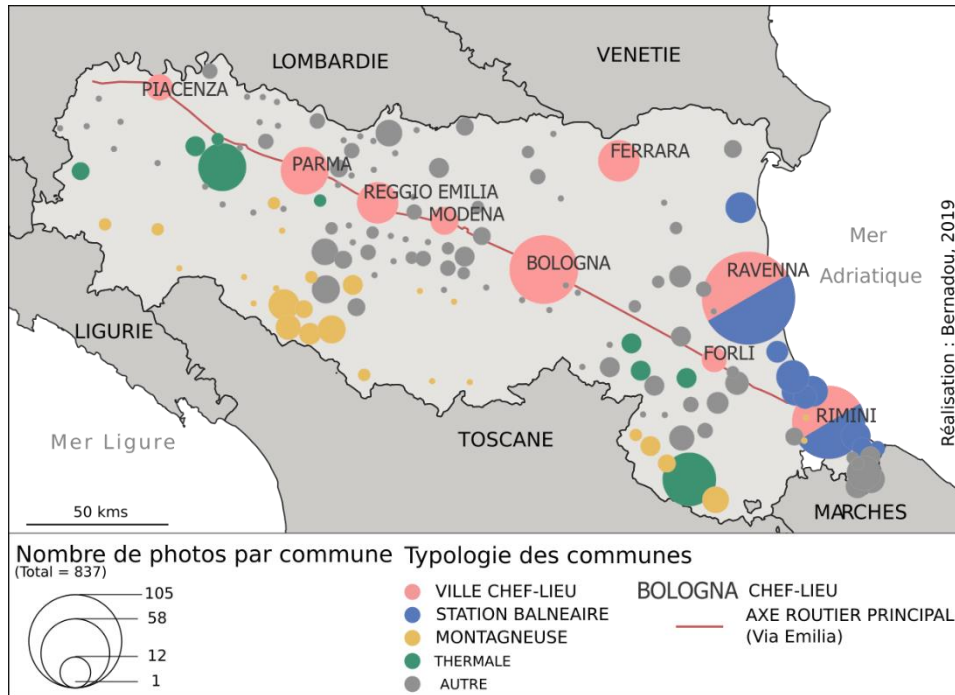 LOMBARDIE
VENETIE
PIACENZA
PARMA
FERRARA
REGGIO EMILIA
MODENA
BOLOGNA
RAVENNA
Mer
Adriatique
LIGURIE
FORLI
RIMINI
Mer Ligure
TOSCANE
MARCHES
50 kms
Réalisation : Bernadou, 2019
Nombre de photos par commune
(Total = 837)
105
58
12
1
Typologie des communes
VILLE CHEF-LIEU
STATION BALNEAIRE
MONTAGNEUSE
THERMALE
AUTRE
BOLOGNA CHEF-LIEU
AXE ROUTIER PRINCIPAL
(Via Emilia)